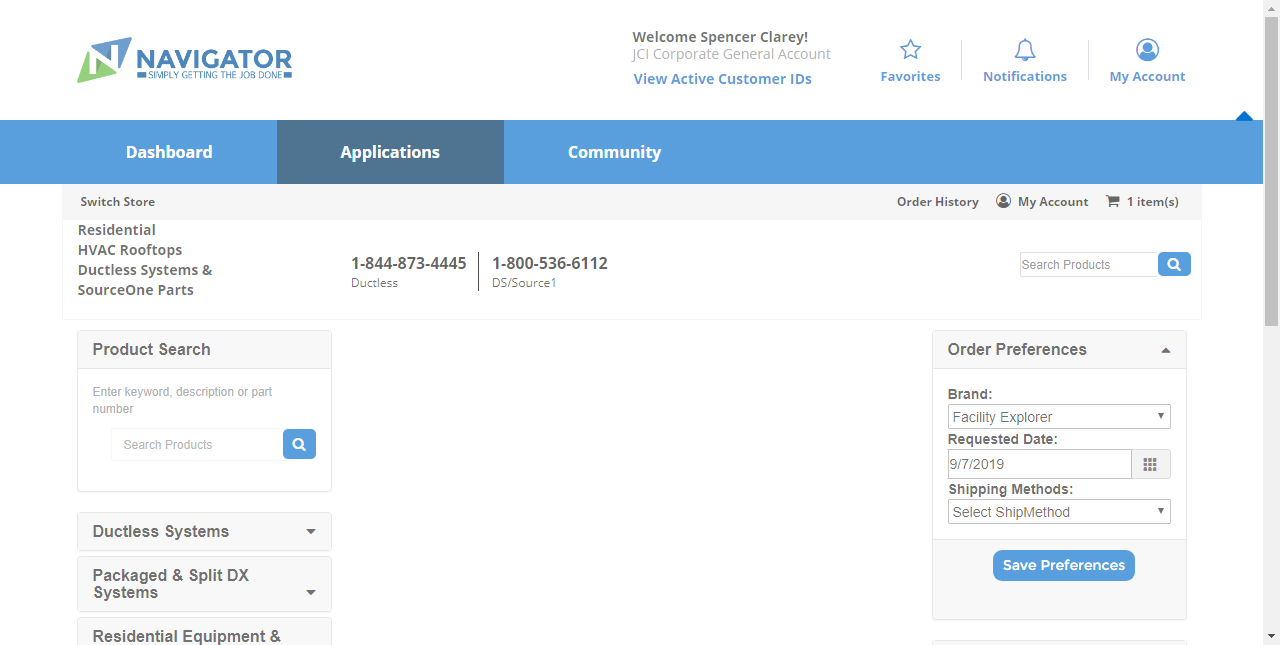 NAVIGATOR
SIMPLY GETTING THE JOB DONE
Welcome Spencer Clarey!
JCI Corporate General Account
View Active Customer IDs
Favorites
Notifications
My Account
Dashboard
Applications
Community
Switch Store
Order History
My Account
1 item(s)
Residential
HVAC Rooftops
Ductless Systems &
SourceOne Parts
1-844-873-4445
Ductless
1-800-536-6112
DS/Source1
Search Products
Product Search
Enter keyword, description or part
number
Search Products
Ductless Systems
Packaged & Split DX
Systems
Residential Equipment &
Order Preferences
Brand:
Facility Explorer
Requested Date:
9/7/2019
Shipping Methods:
Select ShipMethod
Save Preferences